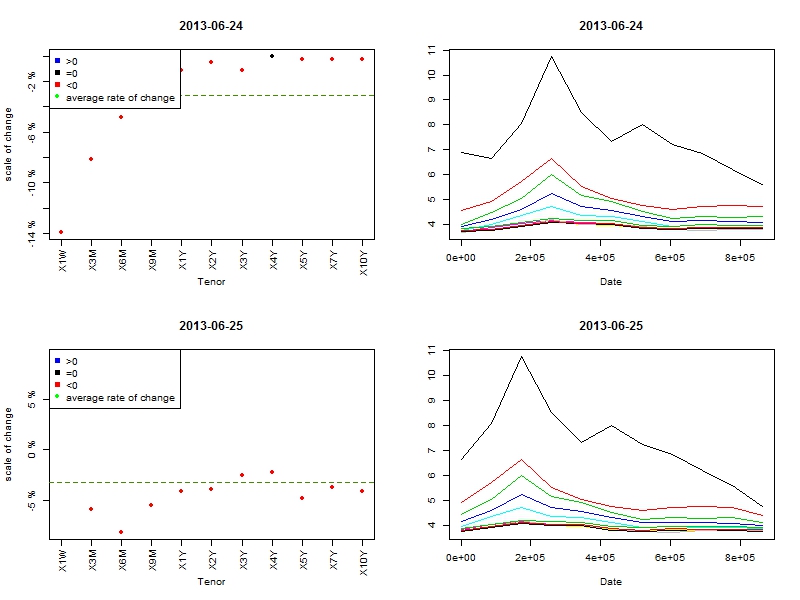 2013-06-24
>0
=0
<0
average rate of change
-2 %
-6 %
-10 %
-14 %
scale of change
X1W
X3M
X6M
X9M
X1Y
X2Y
X3Y
X4Y
X5Y
X7Y
X10Y
Tenor
2013-06-24
11
10
9
8
7
6
5
4
0e+00
2e+05
4e+05
6e+05
8e+05
Date
2013-06-25
>0
=0
<0
average rate of change
5 %
0 %
-5 %
scale of change
X1W
X3M
X6M
X9M
X1Y
X2Y
X3Y
X4Y
X5Y
X7Y
X10Y
Tenor
2013-06-25
11
10
9
8
7
6
5
4
0e+00
2e+05
4e+05
6e+05
8e+05
Date